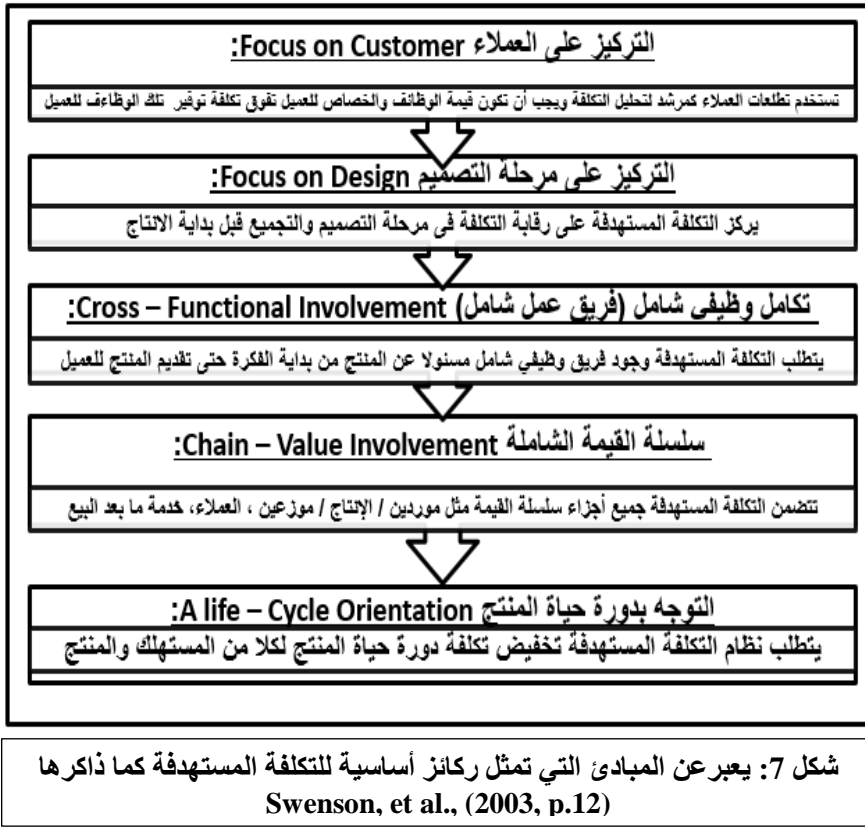 التركيز على العملاء Focus on Customer:
تستخدم تطلعات العملاء كمرشد لتحليل التكلفة ويجب أن تكون قيمة الوظائف والخصاص للعميل تفوق تكلفة توفير تلك الوظاءف للعميل
التركيز على مرحلة التصميم Focus on Design:
يركز التكلفة المستهدفة على رقابة التكلفة فى مرحلة التصميم والتجميع قبل بداية الانتاج
تكامل وظيفى شامل (فريق عمل شامل) Cross – Functional Involvement:
يتطلب التكلفة المستهدفة وجود فريق وظيفي شامل مسئولا عن المنتج من بداية الفكرة حتى تقديم المنتج للعميل
سلسلة القيمة الشاملة Chain – Value Involvement:
تتضمن التكلفة المستهدفة جميع أجزاء سلسلة القيمة مثل موردين / الإنتاج / موزعين ، العملاء، خدمة ما بعد البيع
التوجه بدورة حياة المنتج A life – Cycle Orientation:
يتطلب نظام التكلفة المستهدفة تخفيض تكلفة دورة حياة المنتج لكلا من المستهلك والمنتج
شكل 7: يعبرعن المبادئ التي تمثل ركائز أساسية للتكلفة المستهدفة كما ذاكرها
Swenson, et al., (2003, p.12)